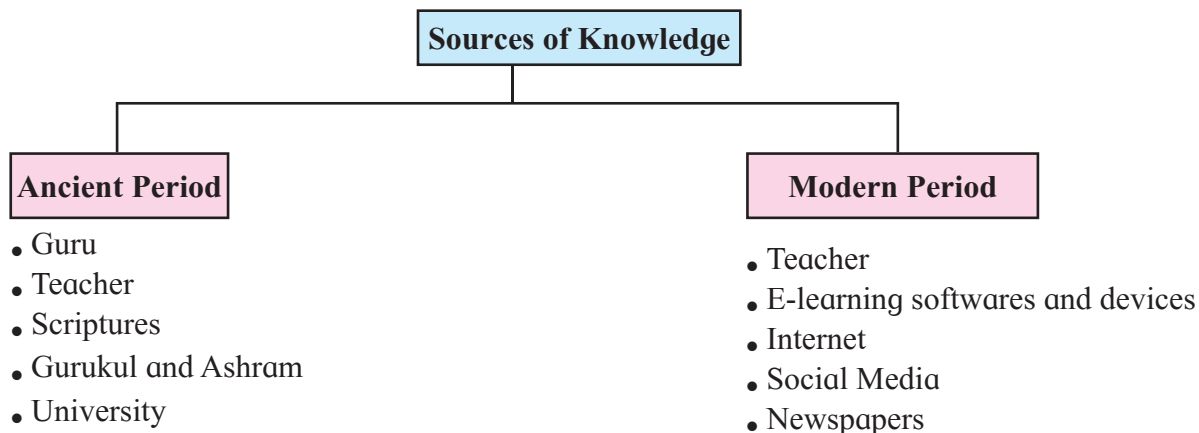 Sources of Knowledge
Ancient Period
• Guru
• Teacher
• Scriptures
• Gurukul and Ashram
• University
Modern Period
• Teacher
• E-learning softwares and devices
• Internet
• Social Media
• Newspapers